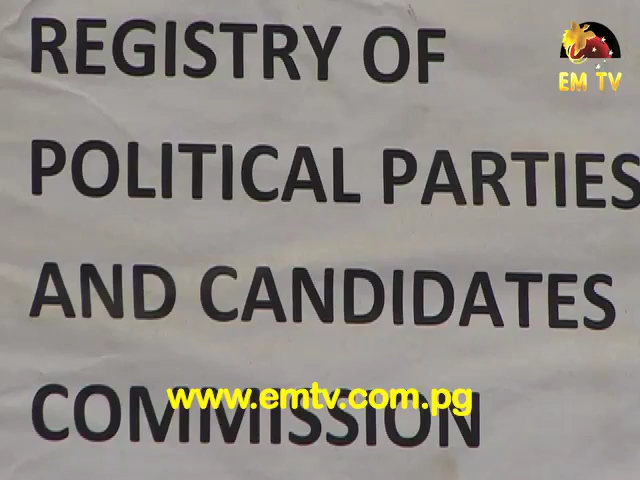 REGISTRY OF
EM TV
POLITICAL PARTIES
AND CANDIDATES
www.emtv.com.pg
COMMISSION